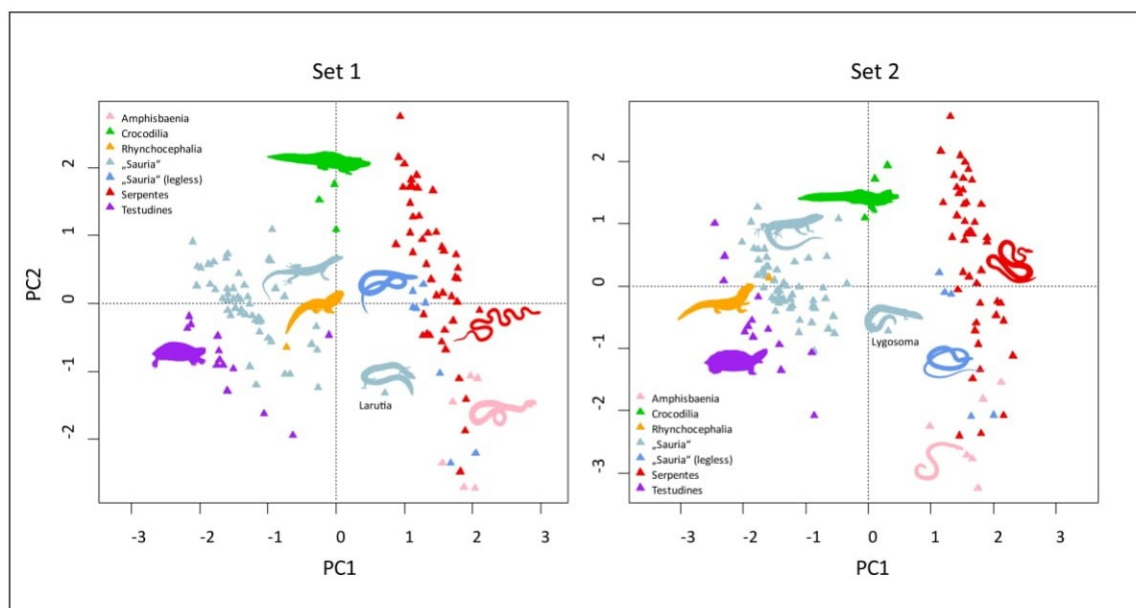 Set 1
Set 2
Amphisbaenia
Crocodilia
Rhynchocephalia
„Sauria“
„Sauria“ (legless)
Serpentes
Testudines
PC2
2
1
0
-1
-2
Larutia
-3
-2
-1
0
1
2
3
PC1
2
1
0
-1
-2
-3
Lygosoma
Amphisbaenia
Crocodilia
Rhynchocephalia
„Sauria“
„Sauria“ (legless)
Serpentes
Testudines
-3
-2
-1
0
1
2
3
PC1